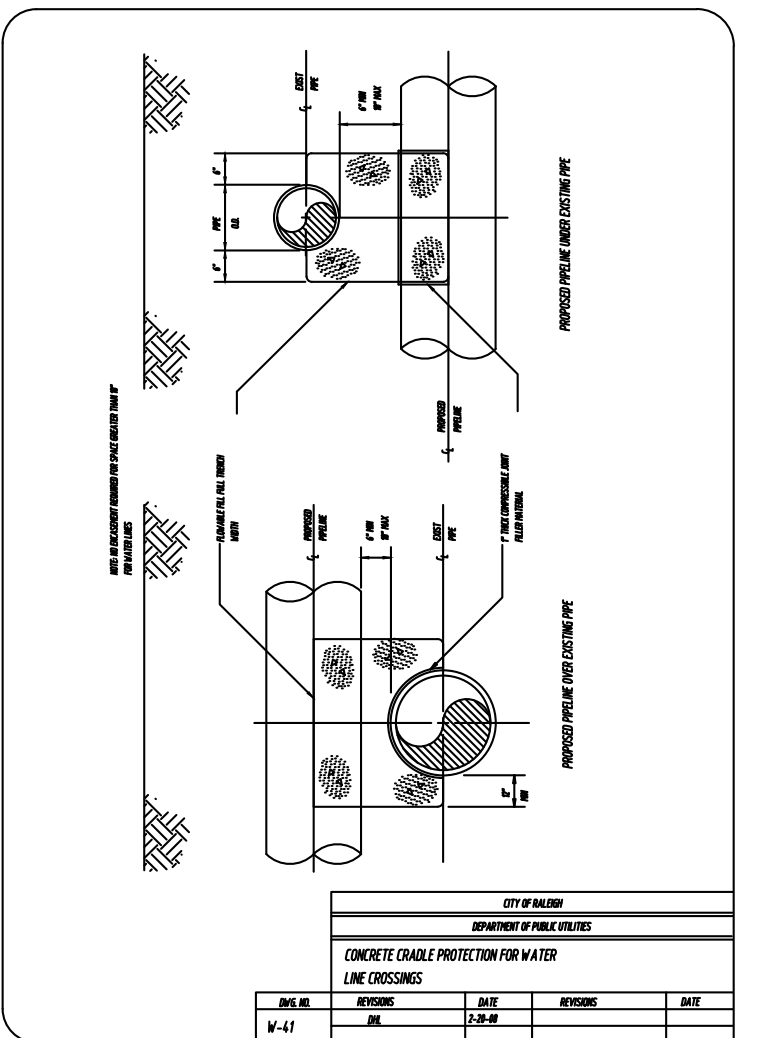 NOTE: NO ENCASEMENT REQUIRED FOR SPACE GREATER THAN 18"
FOR WATER LINES
FLOWABLE FILL FULL TRENCH
WIDTH
PROPOSED
PIPELINE
℄
6" MIN
18" MAX
EXIST
PIPE
℄
1" THICK COMPRESSIBLE JOINT
FILLER MATERIAL
12"
MIN
PROPOSED PIPELINE OVER EXISTING PIPE
6"
PIPE
O.D.
6"
EXIST
PIPE
℄
6" MIN
18" MAX
PROPOSED
PIPELINE
℄
PROPOSED PIPELINE UNDER EXISTING PIPE
CITY OF RALEIGH
DEPARTMENT OF PUBLIC UTILITIES
CONCRETE CRADLE PROTECTION FOR WATER
LINE CROSSINGS
DWG. NO. REVISIONS DATE REVISIONS DATE
W-41 DHL 2-20-08